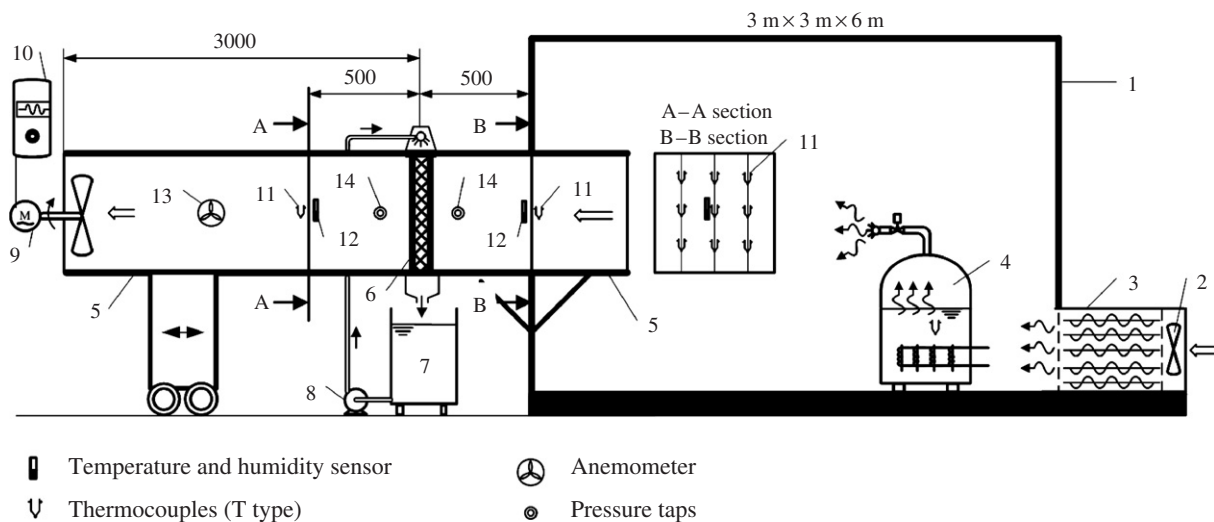 3 m × 3 m × 6 m
10
3000
500
500
1
A
B
A–A section
B–B section
11
13
11
14
14
11
M
9
12
12
6
4
3
2
5
A
B
5
7
8
Temperature and humidity sensor
Anemometer
Thermocouples (T type)
Pressure taps